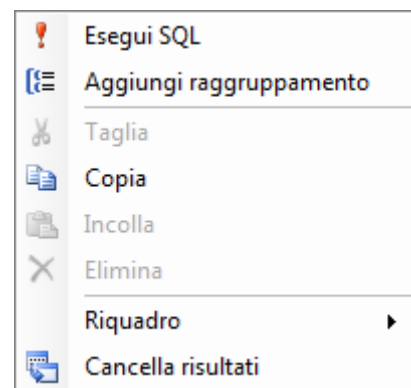 Esegui SQL
Aggiungi raggruppamento
Taglia
Copia
Incolla
Elimina
Riquadro
Cancella risultati